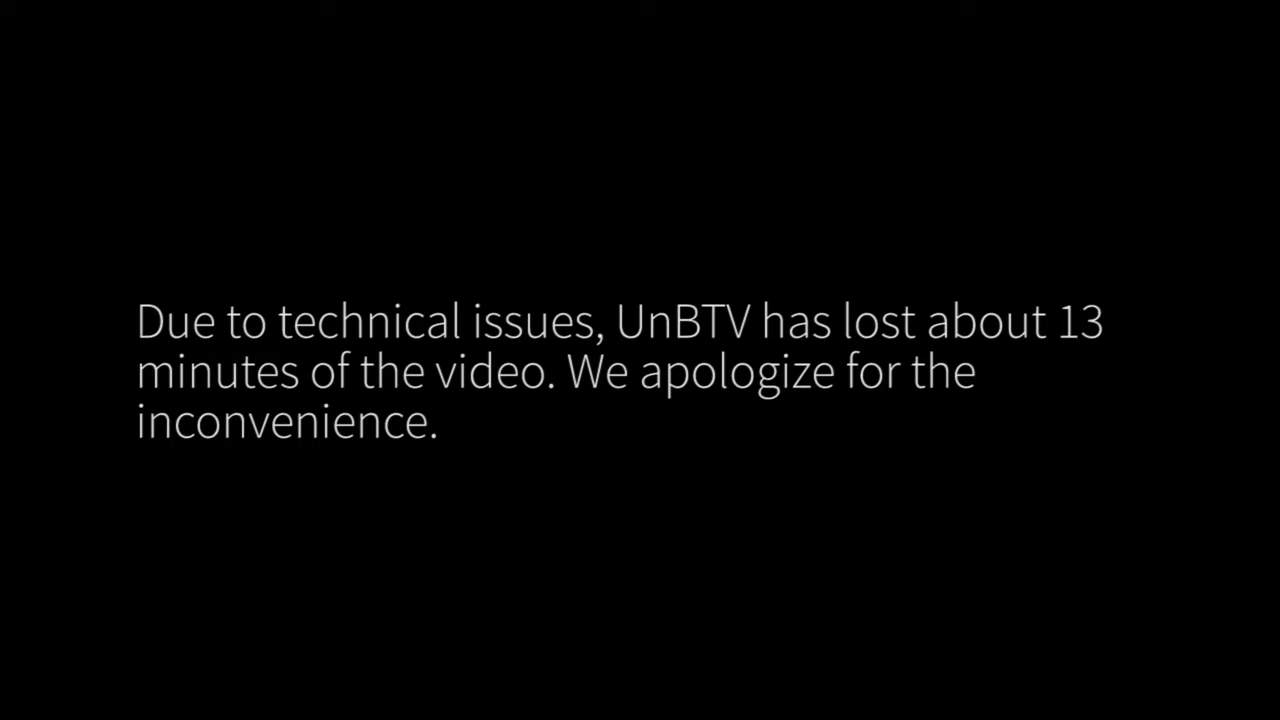 Due to technical issues, UnBTV has lost about 13
minutes of the video. We apologize for the
inconvenience.